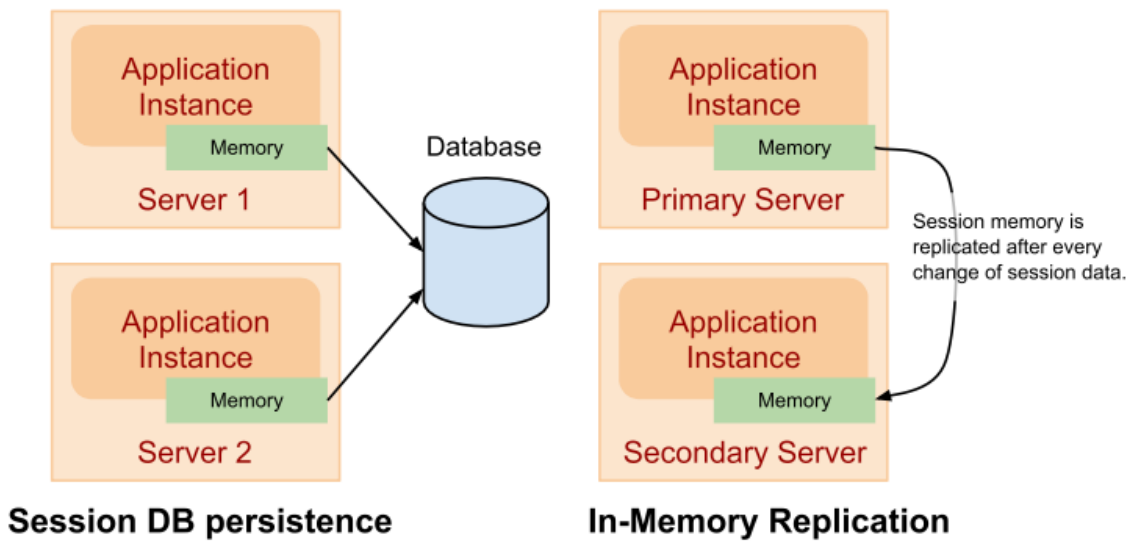 Application
Instance
Memory
Server 1
Database
Application
Instance
Memory
Server 2
Session DB persistence
Application
Instance
Memory
Primary Server
Session memory is
replicated after every
change of session data.
Application
Instance
Memory
Secondary Server
In-Memory Replication